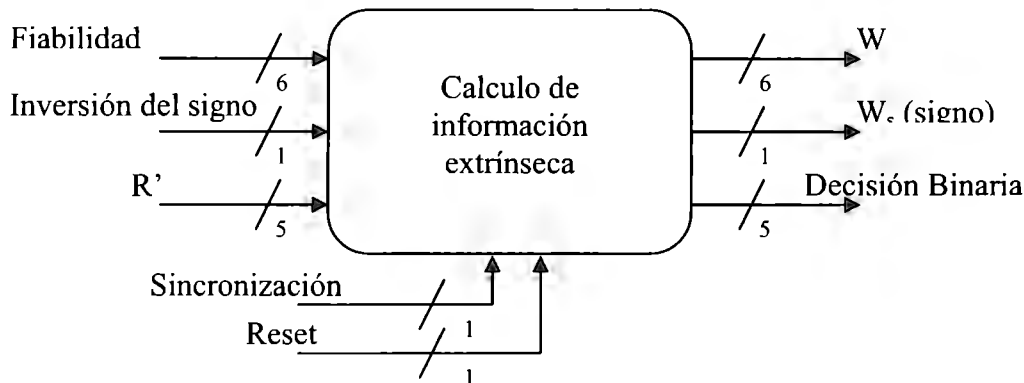 Fiabilidad
6
Inversión del signo
1
R’
5
Calculo de
información
extrínseca
W
6
Ws (signo)
1
Decisión Binaria
5
Sincronización
1
Reset
1